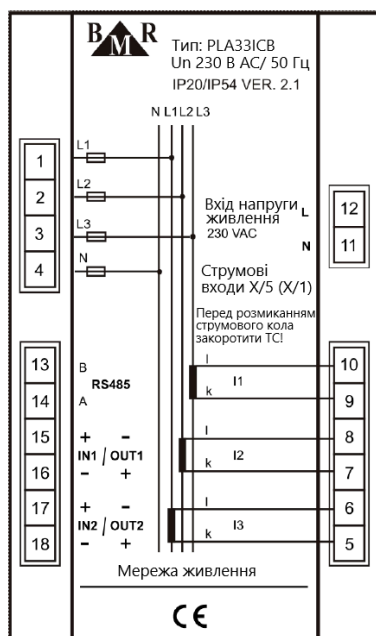 BMR
Тип: PLA33ICB
Un 230 В AC/ 50 Гц
IP20/IP54 VER. 2.1
N L1 L2 L3
1 L1
2 L2
3 L3
4 N
Вхід напруги
живлення
230 VAC
L 12
N 11
Струмові
входи X/5 (X/1)
Перед розмиканням
струмового кола
закоротити ТС!
13 B
RS485
14 A
15 + -
IN1 / OUT1
16 - +
17 + -
IN2 / OUT2
18 - +
l 10
I1
k 9
l 8
I2
k 7
l 6
I3
k 5
Мережа живлення
CE